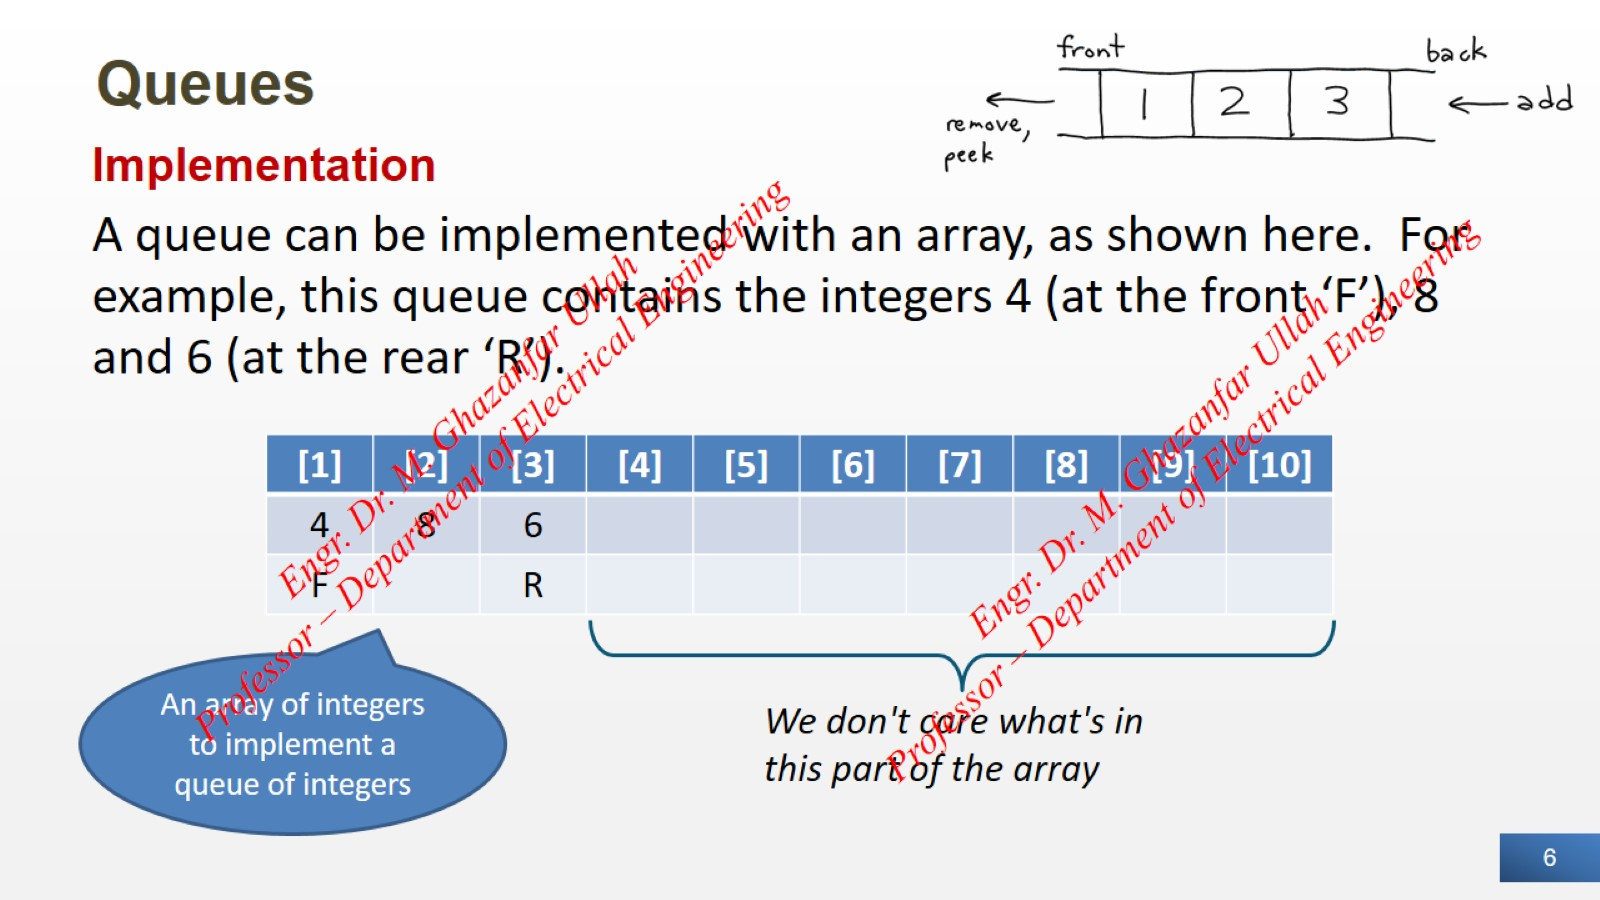 Queues
front
back
1 2 3
add
remove,
peek
Implementation
A queue can be implemented with an array, as shown here. For
example, this queue contains the integers 4 (at the front ‘F’), 8
and 6 (at the rear ‘R’).
[1] [2] [3] [4] [5] [6] [7] [8] [9] [10]
4 8 6
F R
An array of integers
to implement a
queue of integers
We don't care what's in
this part of the array
Engr. Dr. M. Ghazanfar Ullah
Professor – Department of Electrical Engineering
Engr. Dr. M. Ghazanfar Ullah
Professor – Department of Electrical Engineering
6